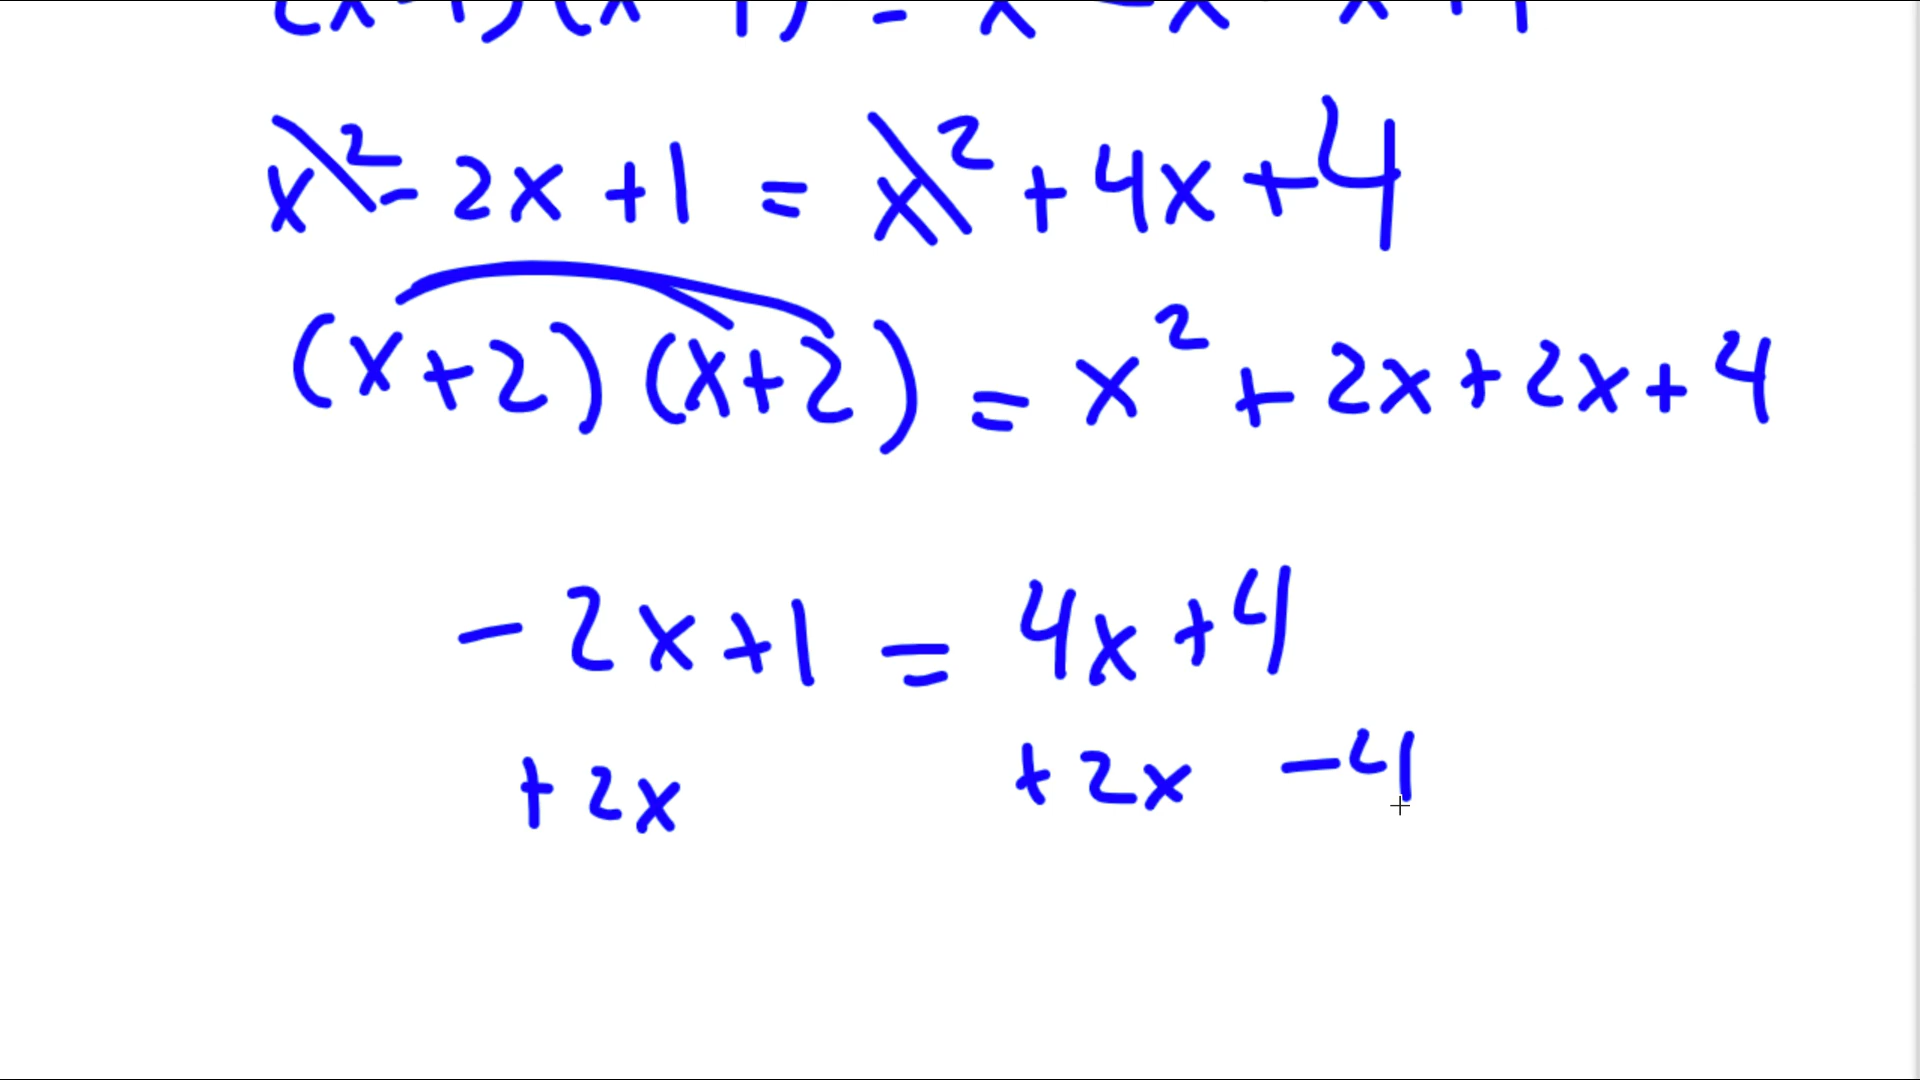 x² - 2x + 1 = x² + 4x + 4
(x+2)(x+2) = x² + 2x + 2x + 4
- 2x + 1 = 4x + 4
+ 2x + 2x - 4